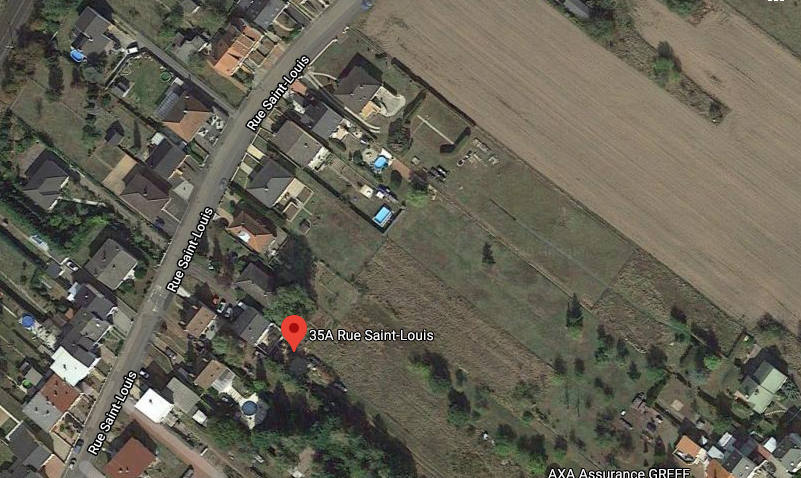 Rue Saint-Louis
Rue Saint-Louis
35A Rue Saint-Louis
Rue Saint-Louis
AXA Assurance GREFF